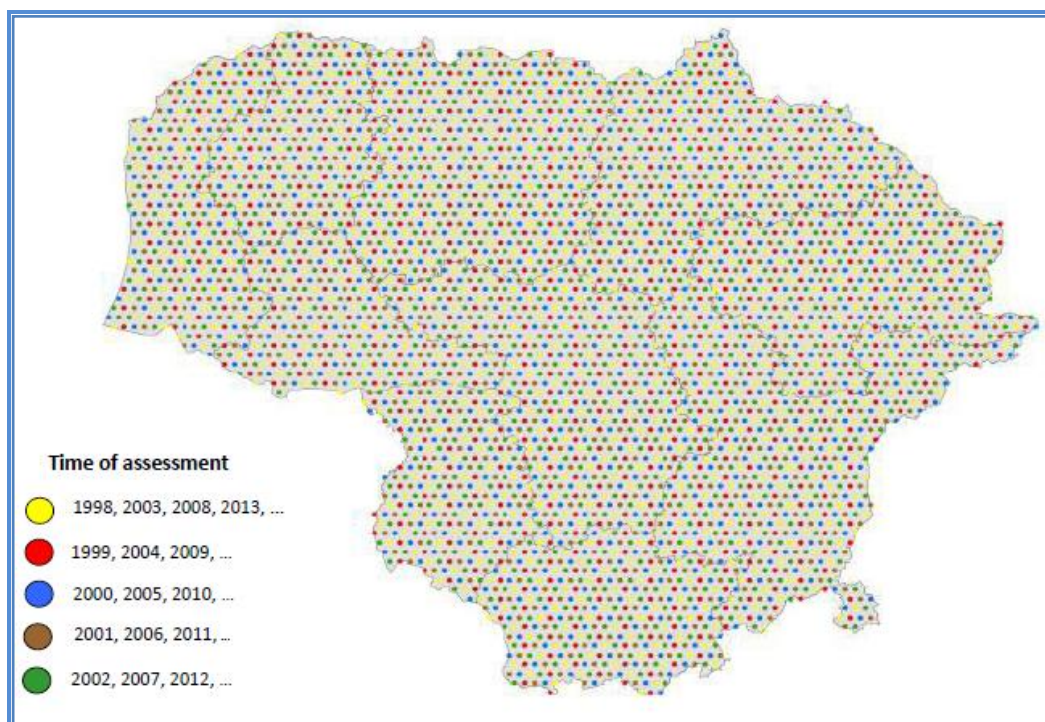 Time of assessment
1998, 2003, 2008, 2013, ...
1999, 2004, 2009, ...
2000, 2005, 2010, ...
2001, 2006, 2011, ...
2002, 2007, 2012, ...